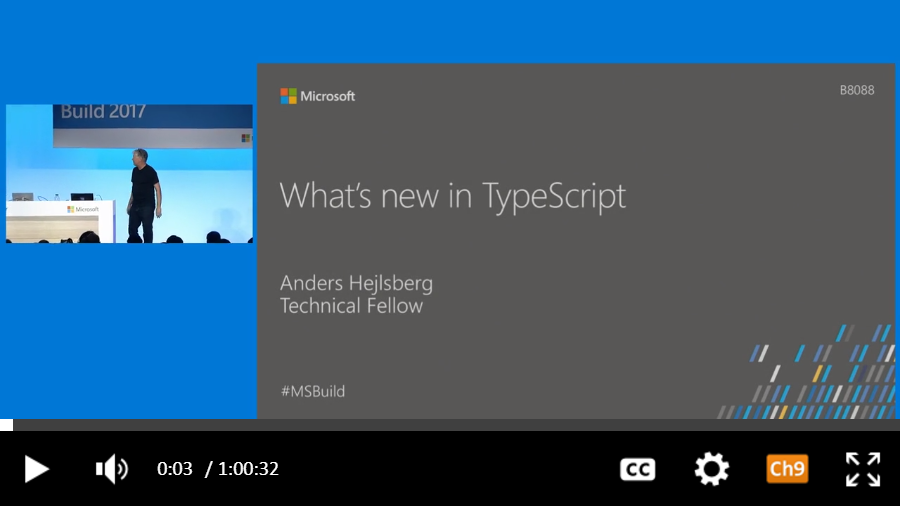 Build 2017
Microsoft
Microsoft
B8088
What's new in TypeScript
Anders Hejlsberg
Technical Fellow
#MSBuild
0:03 / 1:00:32
CC
Ch9